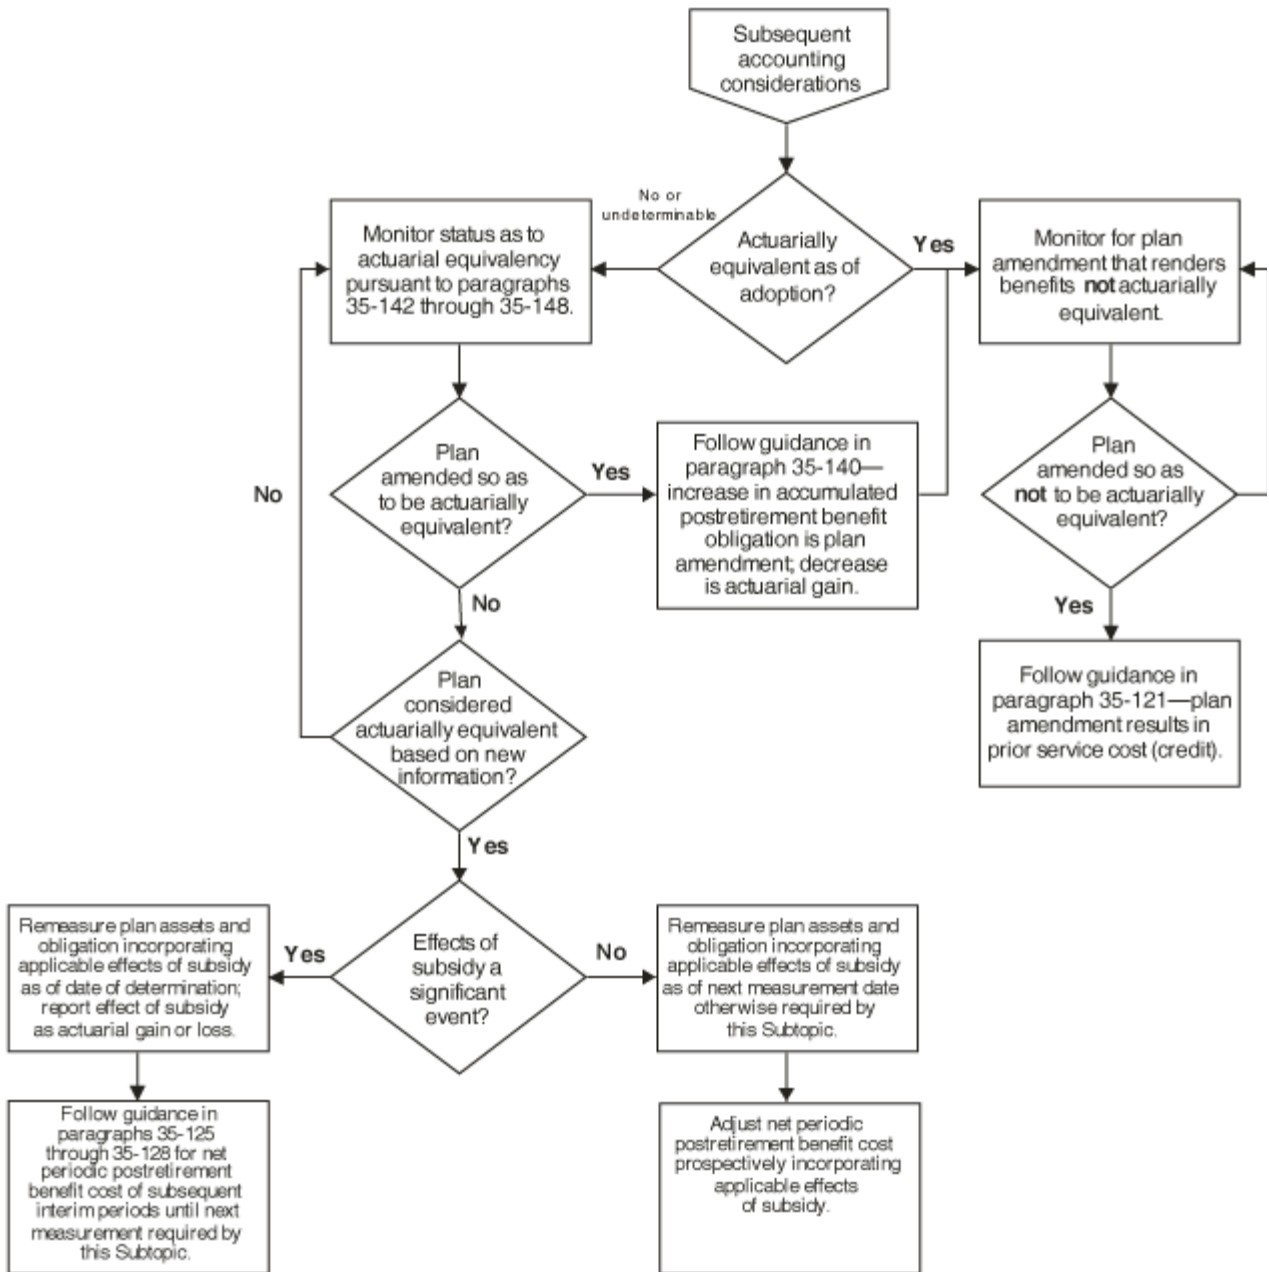 Subsequent
accounting
considerations
No or
undeterminable
Actuarially
equivalent as of
adoption?
Yes
Monitor status as to
actuarial equivalency
pursuant to paragraphs
35-142 through 35-148.
Monitor for plan
amendment that renders
benefits not actuarially
equivalent.
Plan
amended so as
to be actuarially
equivalent?
Yes
Follow guidance in
paragraph 35-140—
increase in accumulated
postretirement benefit
obligation is plan
amendment; decrease
is actuarial gain.
Plan
amended so as
not to be actuarially
equivalent?
No
No
Yes
Plan
considered
actuarially equivalent
based on new
information?
Follow guidance in
paragraph 35-121—plan
amendment results in
prior service cost (credit).
Yes
Remeasure plan assets and
obligation incorporating
applicable effects of subsidy
as of date of determination;
report effect of subsidy
as actuarial gain or loss.
Yes
Effects of
subsidy a
significant
event?
No
Remeasure plan assets and
obligation incorporating
applicable effects of subsidy
as of next measurement date
otherwise required by
this Subtopic.
Follow guidance in
paragraphs 35-125
through 35-128 for net
periodic postretirement
benefit cost of subsequent
interim periods until next
measurement required by
this Subtopic.
Adjust net periodic
postretirement benefit cost
prospectively incorporating
applicable effects
of subsidy.